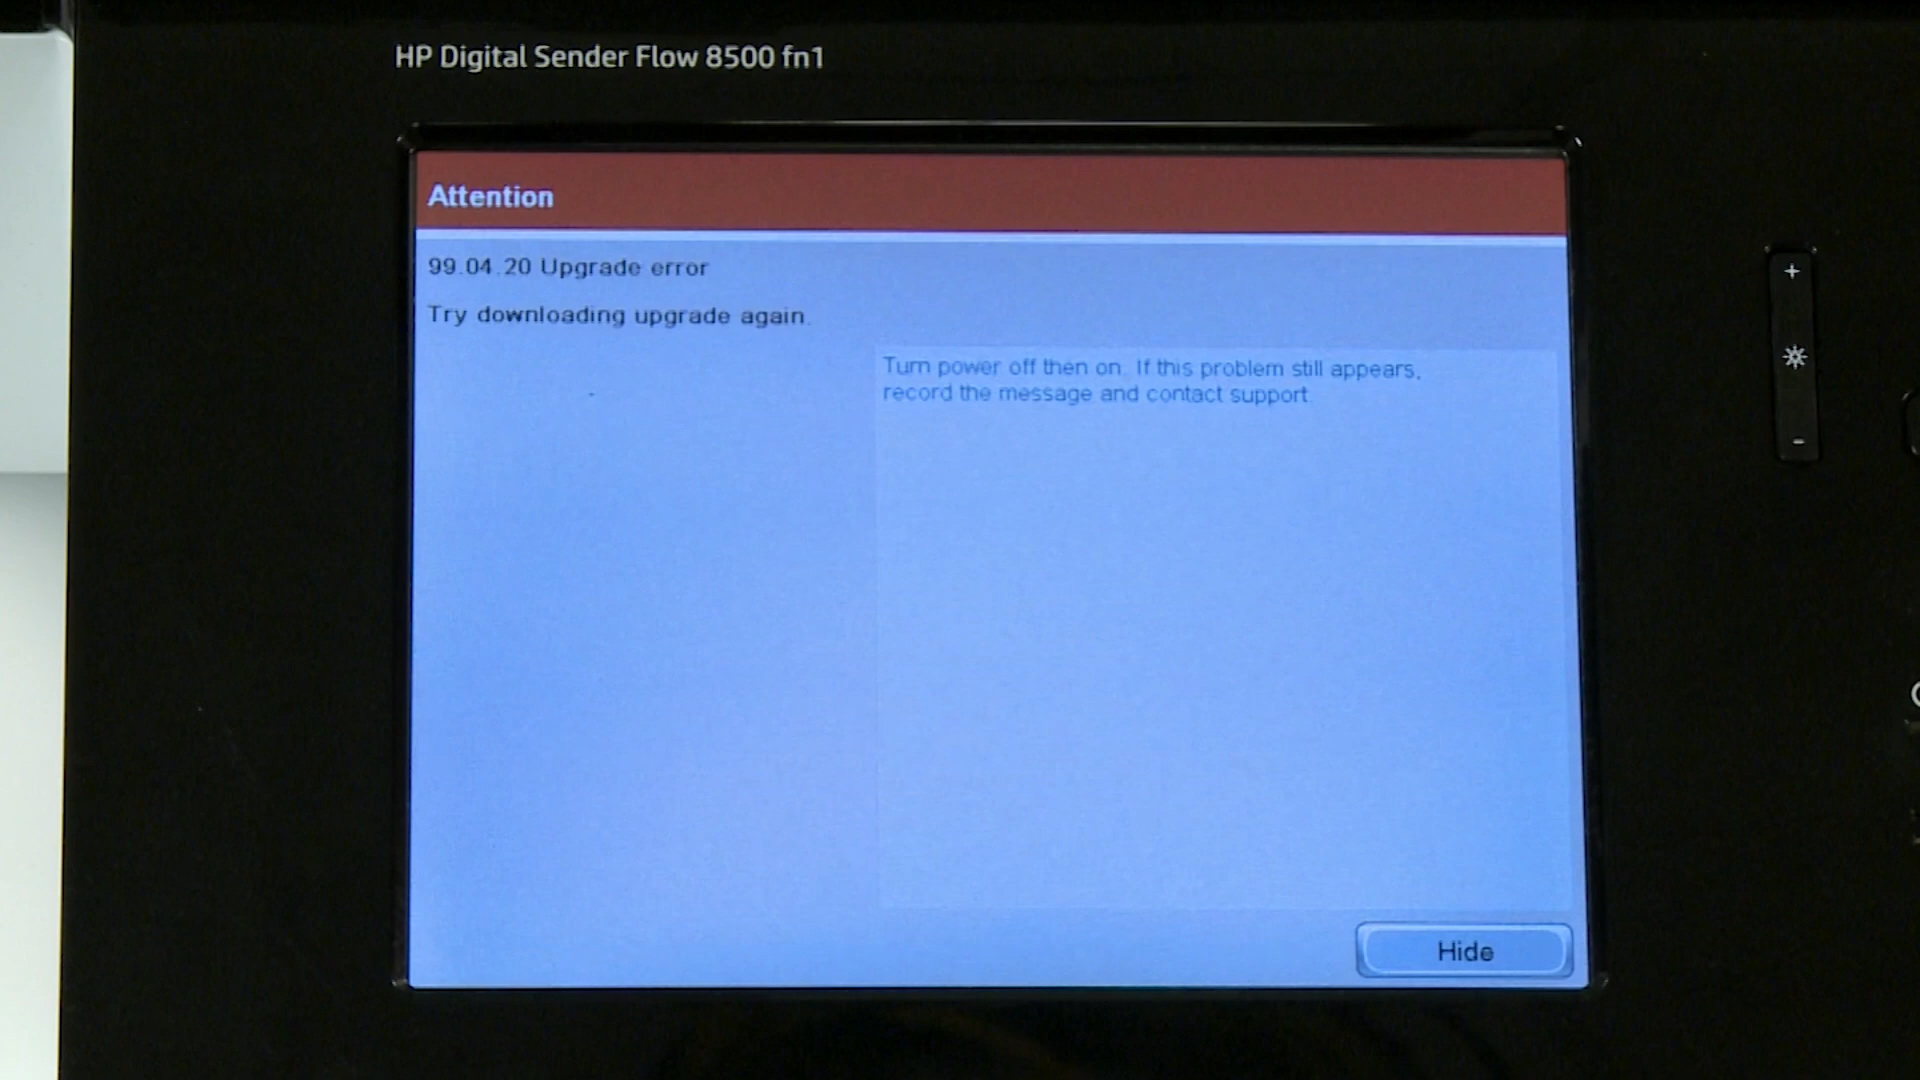 HP Digital Sender Flow 8500 fn1
Attention
99.04.20 Upgrade error
Try downloading upgrade again.
Turn power off then on. If this problem still appears,
record the message and contact support.
Hide